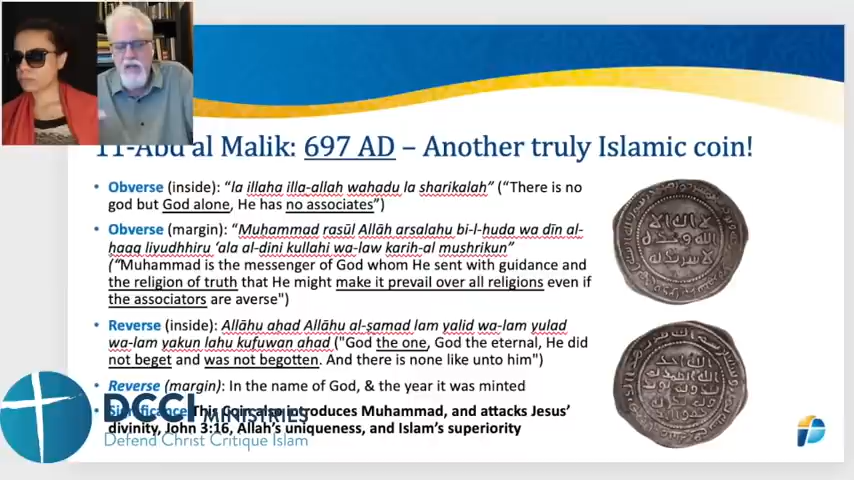 11-Abd al Malik: 697 AD – Another truly Islamic coin!
• Obverse (inside): “la illaha illa-allah wahadu la sharikalah” (“There is no
god but God alone, He has no associates”)
• Obverse (margin): “Muhammad rasūl Allāh arsalahu bi-l-huda wa dīn al-
haqq liyudhhiru ‘ala al-dini kullahi wa-law karih-al mushrikun”
(“Muhammad is the messenger of God whom He sent with guidance and
the religion of truth that He might make it prevail over all religions even if
the associators are averse")
• Reverse (inside): Allāhu ahad Allāhu al-ṣamad lam yalid wa-lam yulad
wa-lam yakun lahu kufuwan ahad ("God the one, God the eternal, He did
not beget and was not begotten. And there is none like unto him")
• Reverse (margin): In the name of God, & the year it was minted
• Significance This Coin also introduces Muhammad, and attacks Jesus’
divinity, John 3:16, Allah’s uniqueness, and Islam’s superiority
DCCI MINISTRIES
Defend Christ Critique Islam